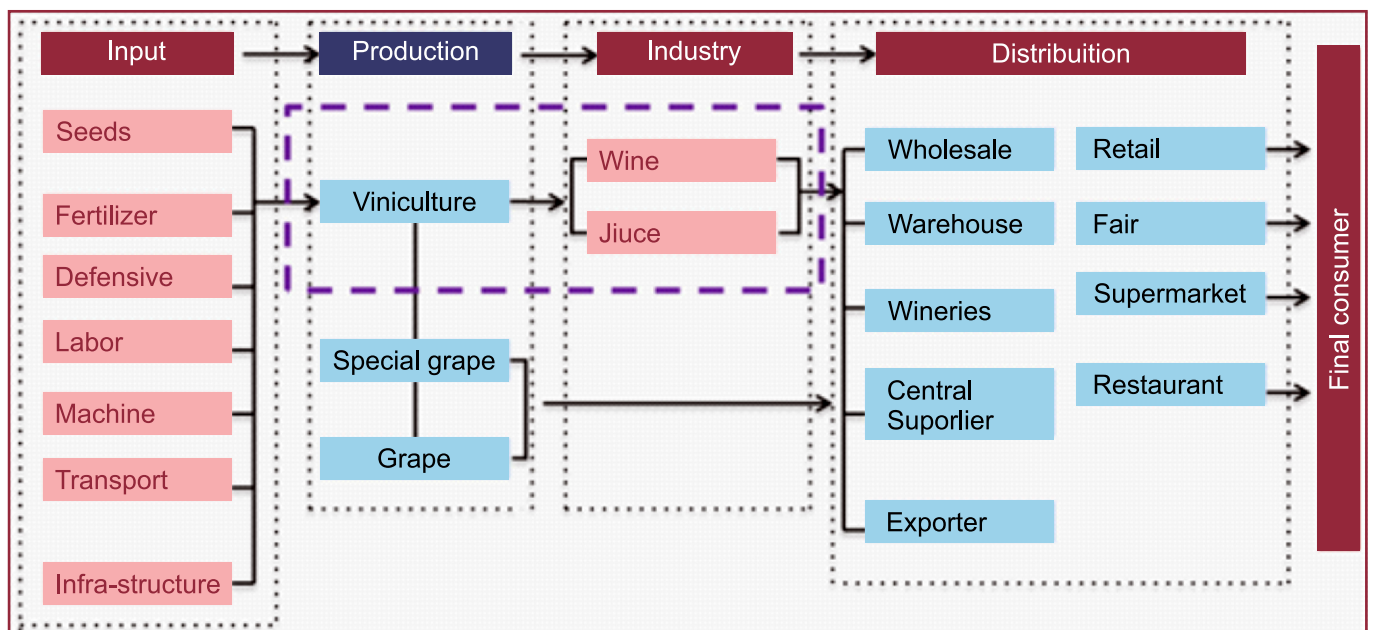 Input
Production
Industry
Distribuition
Seeds
Fertilizer
Defensive
Labor
Machine
Transport
Infra-structure
Viniculture
Special grape
Grape
Wine
Jiuce
Wholesale
Warehouse
Wineries
Central
Suporlier
Exporter
Retail
Fair
Supermarket
Restaurant
Final consumer